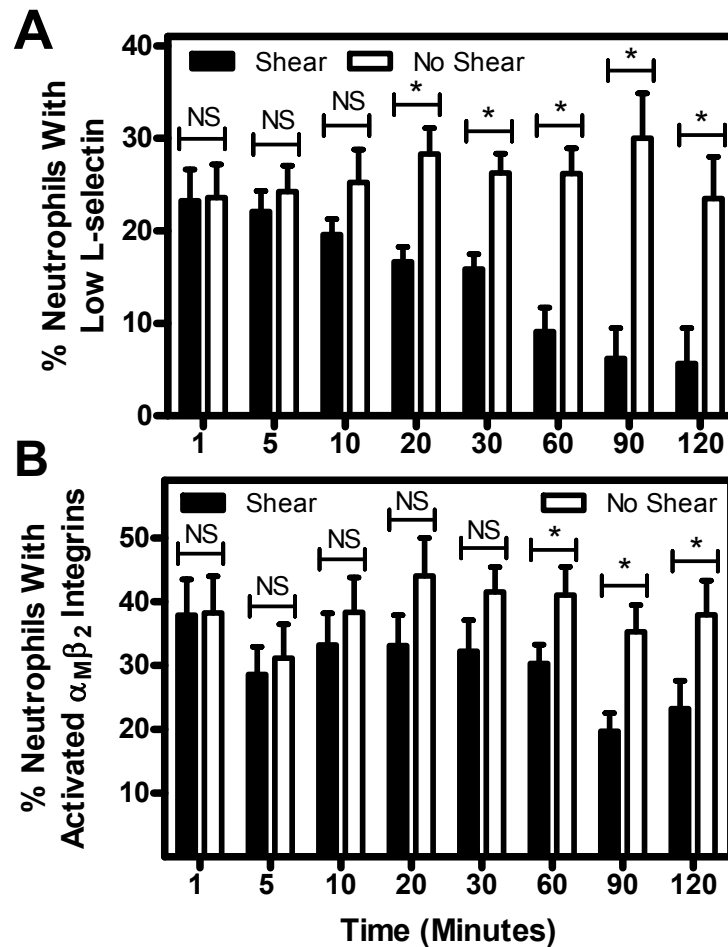 A
% Neutrophils With
Low L-selectin
40
30
20
10
0
Shear
No Shear
NS
NS
NS
*
*
*
*
*
1
5
10
20
30
60
90
120
B
% Neutrophils With
Activated αMβ2 Integrins
50
40
30
20
10
Shear
No Shear
NS
NS
NS
NS
NS
*
*
*
1
5
10
20
30
60
90
120
Time (Minutes)